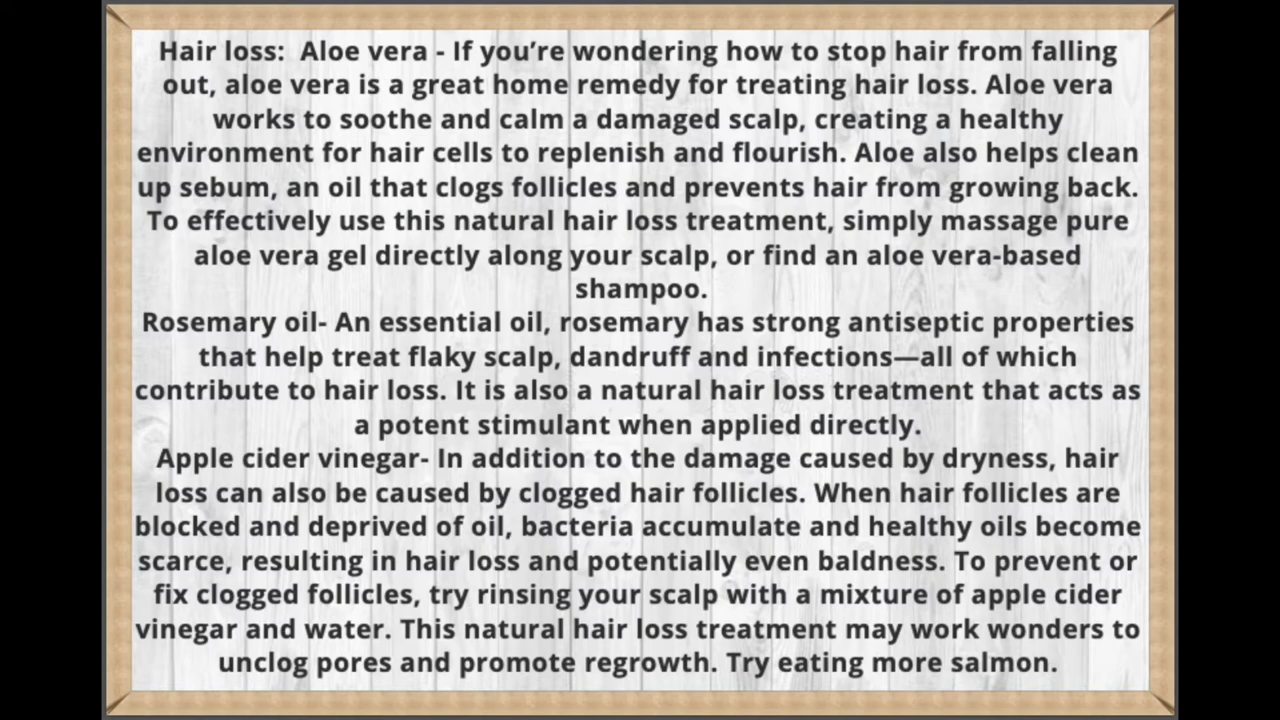 Hair loss:  Aloe vera - If you’re wondering how to stop hair from falling
out, aloe vera is a great home remedy for treating hair loss. Aloe vera
works to soothe and calm a damaged scalp, creating a healthy
environment for hair cells to replenish and flourish. Aloe also helps clean
up sebum, an oil that clogs follicles and prevents hair from growing back.
To effectively use this natural hair loss treatment, simply massage pure
aloe vera gel directly along your scalp, or find an aloe vera-based
shampoo.
Rosemary oil- An essential oil, rosemary has strong antiseptic properties
that help treat flaky scalp, dandruff and infections—all of which
contribute to hair loss. It is also a natural hair loss treatment that acts as
a potent stimulant when applied directly.
Apple cider vinegar- In addition to the damage caused by dryness, hair
loss can also be caused by clogged hair follicles. When hair follicles are
blocked and deprived of oil, bacteria accumulate and healthy oils become
scarce, resulting in hair loss and potentially even baldness. To prevent or
fix clogged follicles, try rinsing your scalp with a mixture of apple cider
vinegar and water. This natural hair loss treatment may work wonders to
unclog pores and promote regrowth. Try eating more salmon.